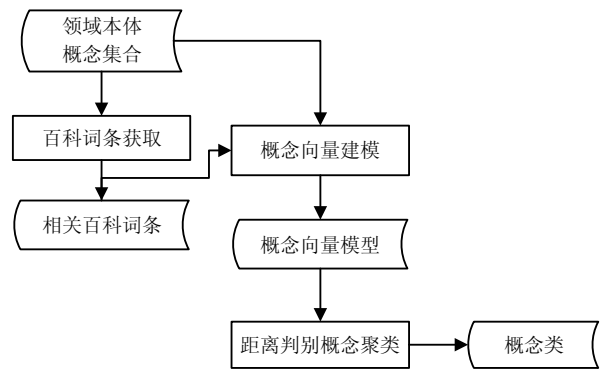 领域本体
概念集合
百科词条获取
概念向量建模
相关百科词条
概念向量模型
距离判别概念聚类
概念类